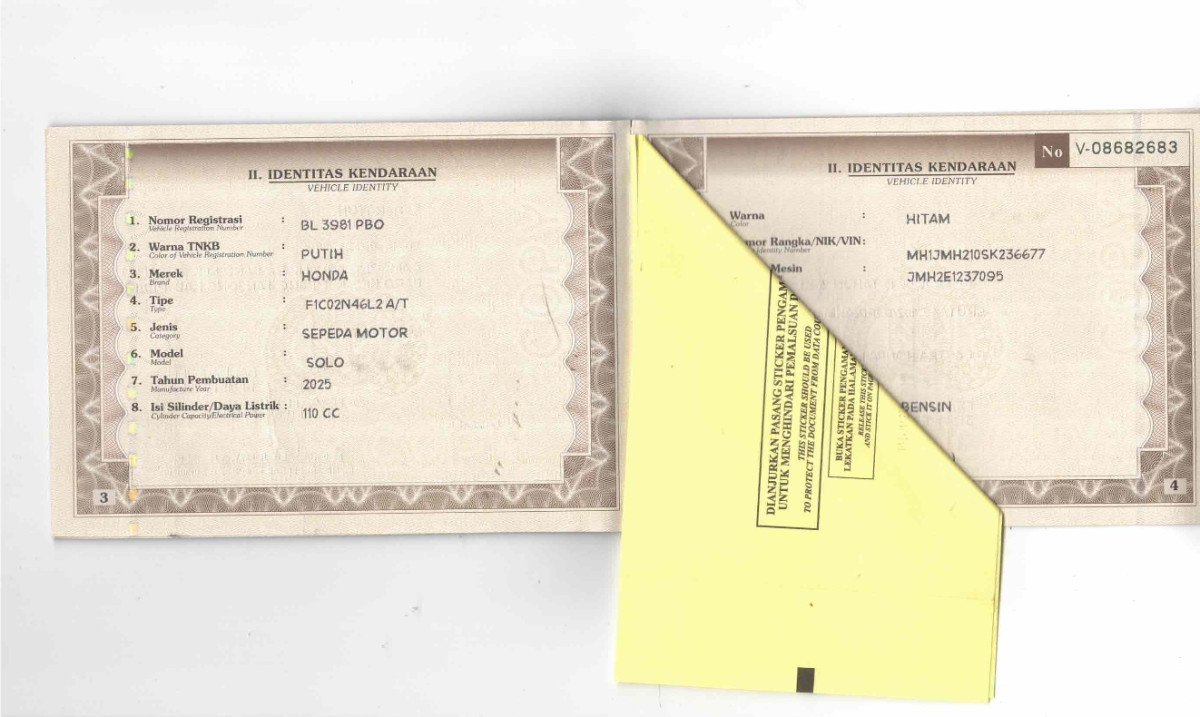 II. IDENTITAS KENDARAAN
VEHICLE IDENTITY
1. Nomor Registrasi : BL 3981 PBO
Vehicle Registration Number
2. Warna TNKB : PUTIH
Color of Vehicle Registration Number
3. Merek : HONDA
Brand
4. Tipe : F1C02N46L2 A/T
Type
5. Jenis : SEPEDA MOTOR
Category
6. Model : SOLO
Model
7. Tahun Pembuatan : 2025
Manufacture Year
8. Isi Silinder/Daya Listrik : 110 CC
Cylinder Capacity/Electrical Power
3
No V-08682683
II. IDENTITAS KENDARAAN
VEHICLE IDENTITY
Warna : HITAM
Color
mor Rangka/NIK/VIN: MH1JMH210SK236677
Identity Number
Mesin : JMH2E1237095
BENSIN
4
DIANJURKAN PASANG STICKER PENGAM
UNTUK MENGHINDARI PEMALSUAN D
THIS STICKER SHOULD BE USED
TO PROTECT THE DOCUMENT FROM DATA COU
BUKA STICKER PENGAMA
LEKATKAN PADA HALAMA
RELEASE THIS STICK
AND STICK IT ON PAG